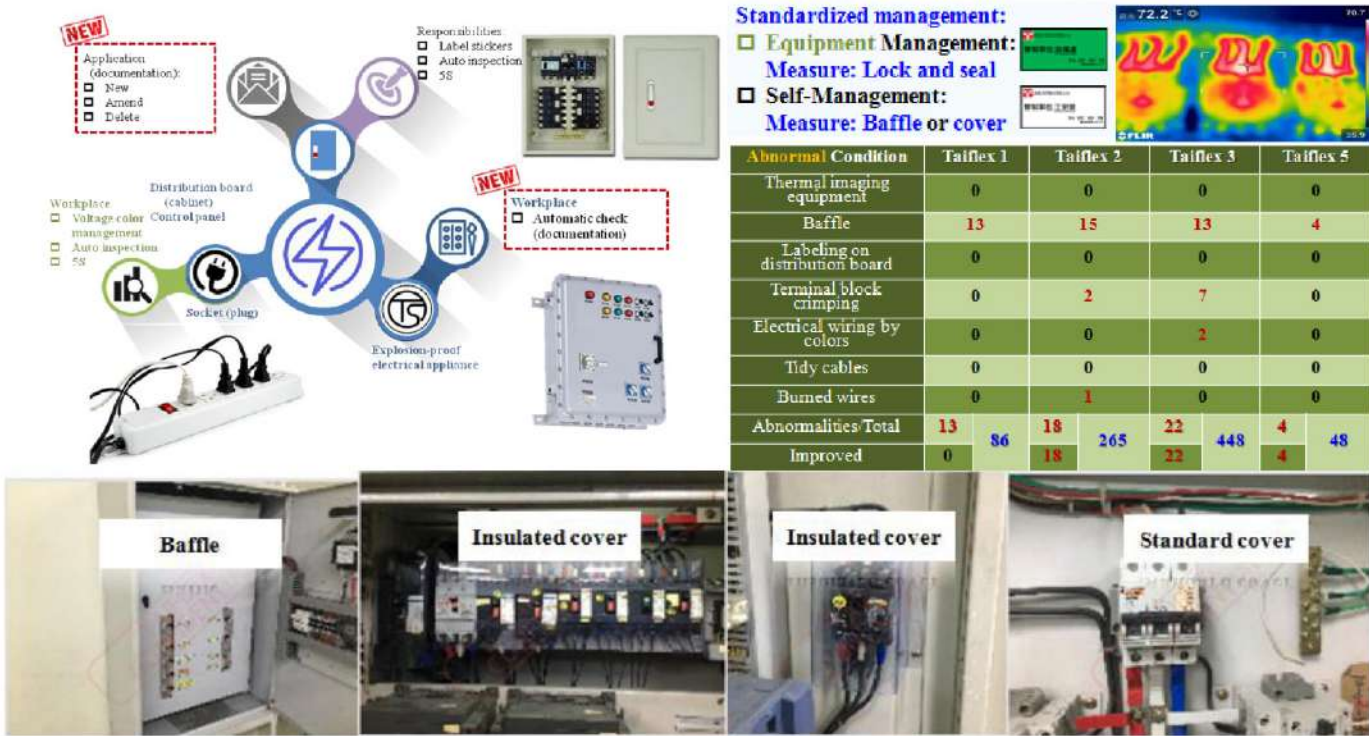 NEW
Application
(documentation):
New
Amend
Delete
Responsibilities:
Label stickers
Auto inspection
5S
Distribution board
(cabinet)
Control panel
Workplace
Voltage color
management
Auto inspection
5S
Socket (plug)
NEW
Workplace
Automatic check
(documentation)
Explosion-proof
electrical appliance
Standardized management:
Equipment Management:
Measure: Lock and seal
Self-Management:
Measure: Baffle or cover
72.2 °C
FLIR
Abnormal Condition Taiflex 1 Taiflex 2 Taiflex 3 Taiflex 5
Thermal imaging
equipment 0 0 0 0
Baffle 13 15 13 4
Labeling on
distribution board 0 0 0 0
Terminal block
crimping 0 2 7 0
Electrical wiring by
colors 0 0 2 0
Tidy cables 0 0 0 0
Burned wires 0 1 0 0
Abnormalities/Total 13 86 18 265 22 448 4 48
Improved 0 18 22 4
Baffle
Insulated cover
Insulated cover
Standard cover